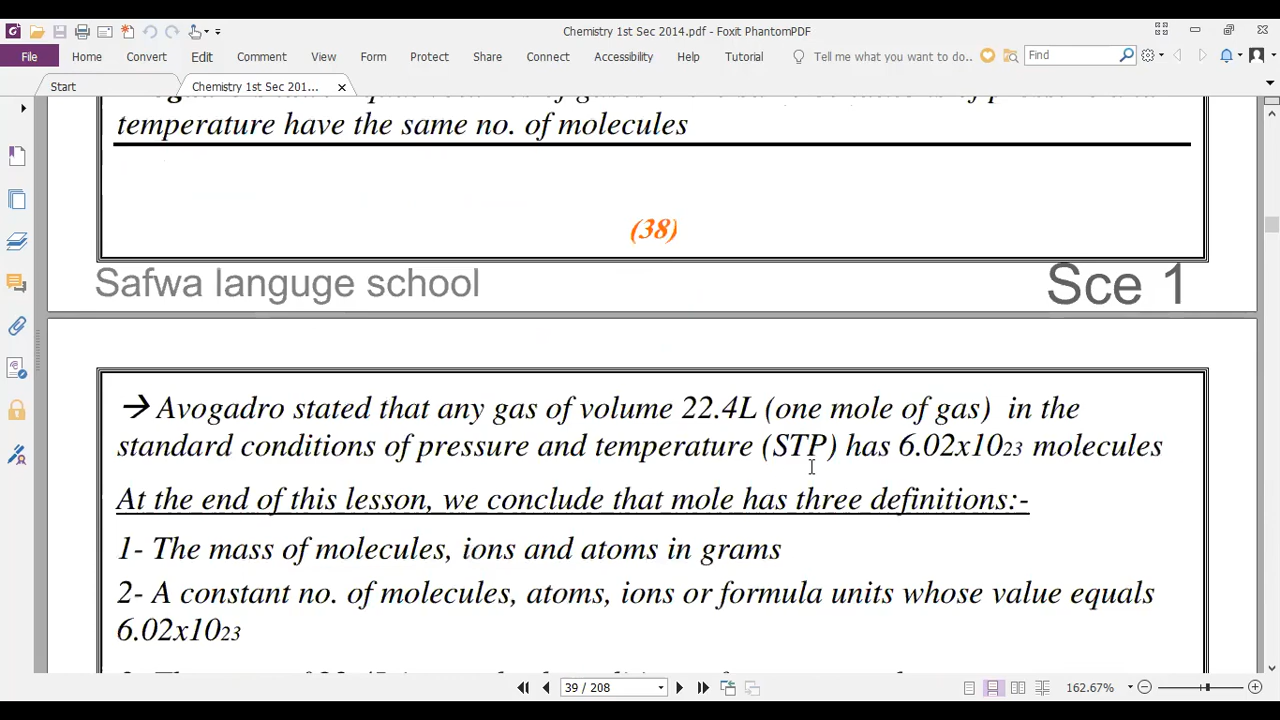 Chemistry 1st Sec 2014.pdf - Foxit PhantomPDF
File Home Convert Edit Comment View Form Protect Share Connect Accessibility Help Tutorial Tell me what you want to do.. Find
Start Chemistry 1st Sec 201...
temperature have the same no. of molecules
(38)
Safwa languge school Sce 1
→ Avogadro stated that any gas of volume 22.4L (one mole of gas) in the
standard conditions of pressure and temperature (STP) has 6.02x1023 molecules
At the end of this lesson, we conclude that mole has three definitions:-
1- The mass of molecules, ions and atoms in grams
2- A constant no. of molecules, atoms, ions or formula units whose value equals
6.02x1023
39 / 208 162.67%